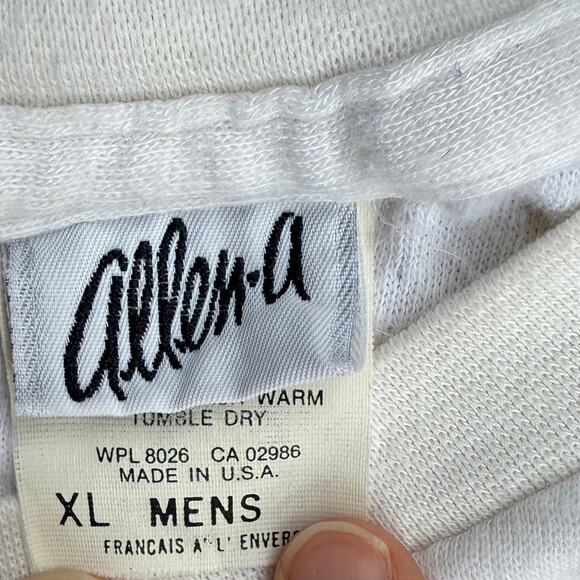 allen-a
WARM
TUMBLE DRY
WPL 8026 CA 02986
MADE IN U.S.A.
XL MENS
FRANCAIS A' L' ENVERS